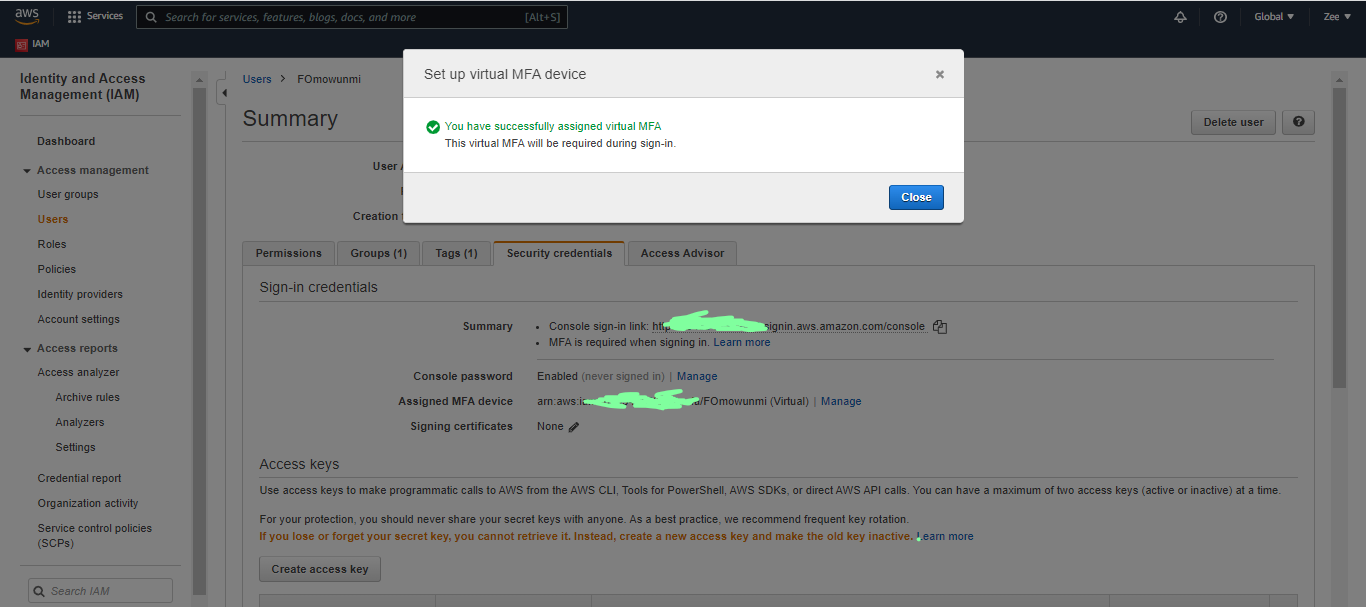 aws
Services
Search for services, features, blogs, docs, and more
[Alt+S]
Global
Zee
IAM
Identity and Access
Management (IAM)
Dashboard
Access management
User groups
Users
Roles
Policies
Identity providers
Account settings
Access reports
Access analyzer
Archive rules
Analyzers
Settings
Credential report
Organization activity
Service control policies
(SCPs)
Search IAM
Users > FOmowunmi
Summary
Delete user
User
Creation
Set up virtual MFA device
You have successfully assigned virtual MFA
This virtual MFA will be required during sign-in.
Close
Permissions
Groups (1)
Tags (1)
Security credentials
Access Advisor
Sign-in credentials
Summary
• Console sign-in link: signin.aws.amazon.com/console
• MFA is required when signing in. Learn more
Console password Enabled (never signed in) | Manage
Assigned MFA device arn:aws: /FOmowunmi (Virtual) | Manage
Signing certificates None
Access keys
Use access keys to make programmatic calls to AWS from the AWS CLI, Tools for PowerShell, AWS SDKs, or direct AWS API calls. You can have a maximum of two access keys (active or inactive) at a time.
For your protection, you should never share your secret keys with anyone. As a best practice, we recommend frequent key rotation.
If you lose or forget your secret key, you cannot retrieve it. Instead, create a new access key and make the old key inactive. Learn more
Create access key